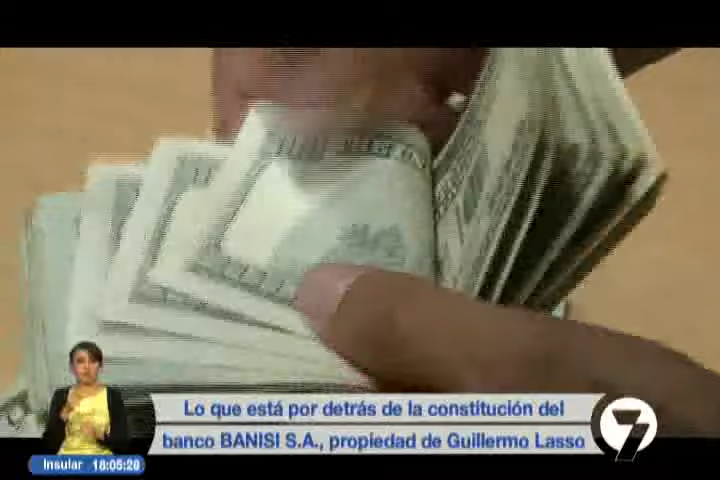 Lo que está por detrás de la constitución del
banco BANISI S.A., propiedad de Guillermo Lasso
7
Insular 18:05:20